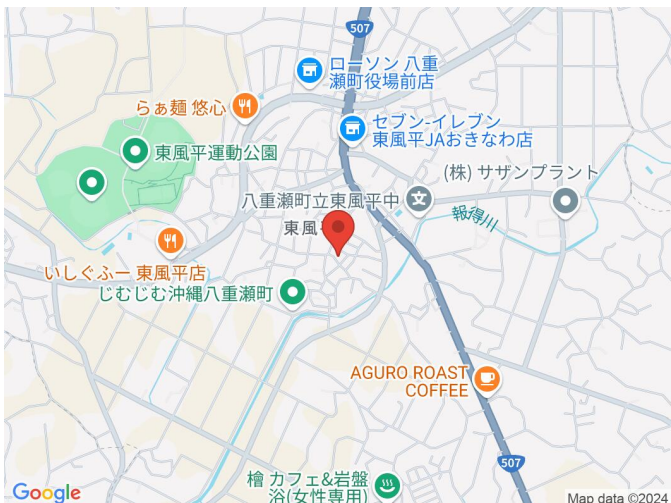 507
ローソン 八重
瀬町役場前店
らぁ麺 悠心
セブン-イレブン
東風平JAおきなわ店
東風平運動公園
(株) サザンプラント
八重瀬町立東風平中
文
東風
報得川
いしぐふー 東風平店
じむじむ沖縄八重瀬町
AGURO ROAST
COFFEE
507
檜 カフェ&岩盤
浴(女性専用)
Google
Map data ©2024